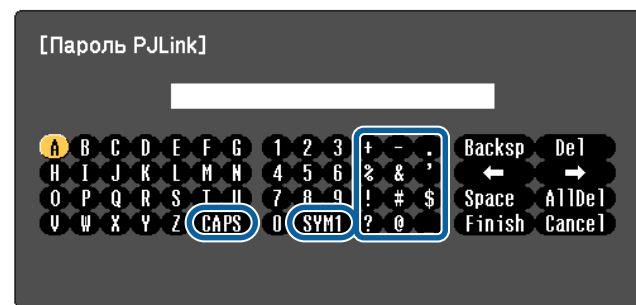 [Пароль PJLink]
A B C D E F G 1 2 3 + - . Backsp Del
H I J K L M N 4 5 6 % & ' ← →
O P Q R S T U 7 8 9 ! # $ Space AllDel
V W X Y Z CAPS 0 SYM1 ? @ _ Finish Cancel